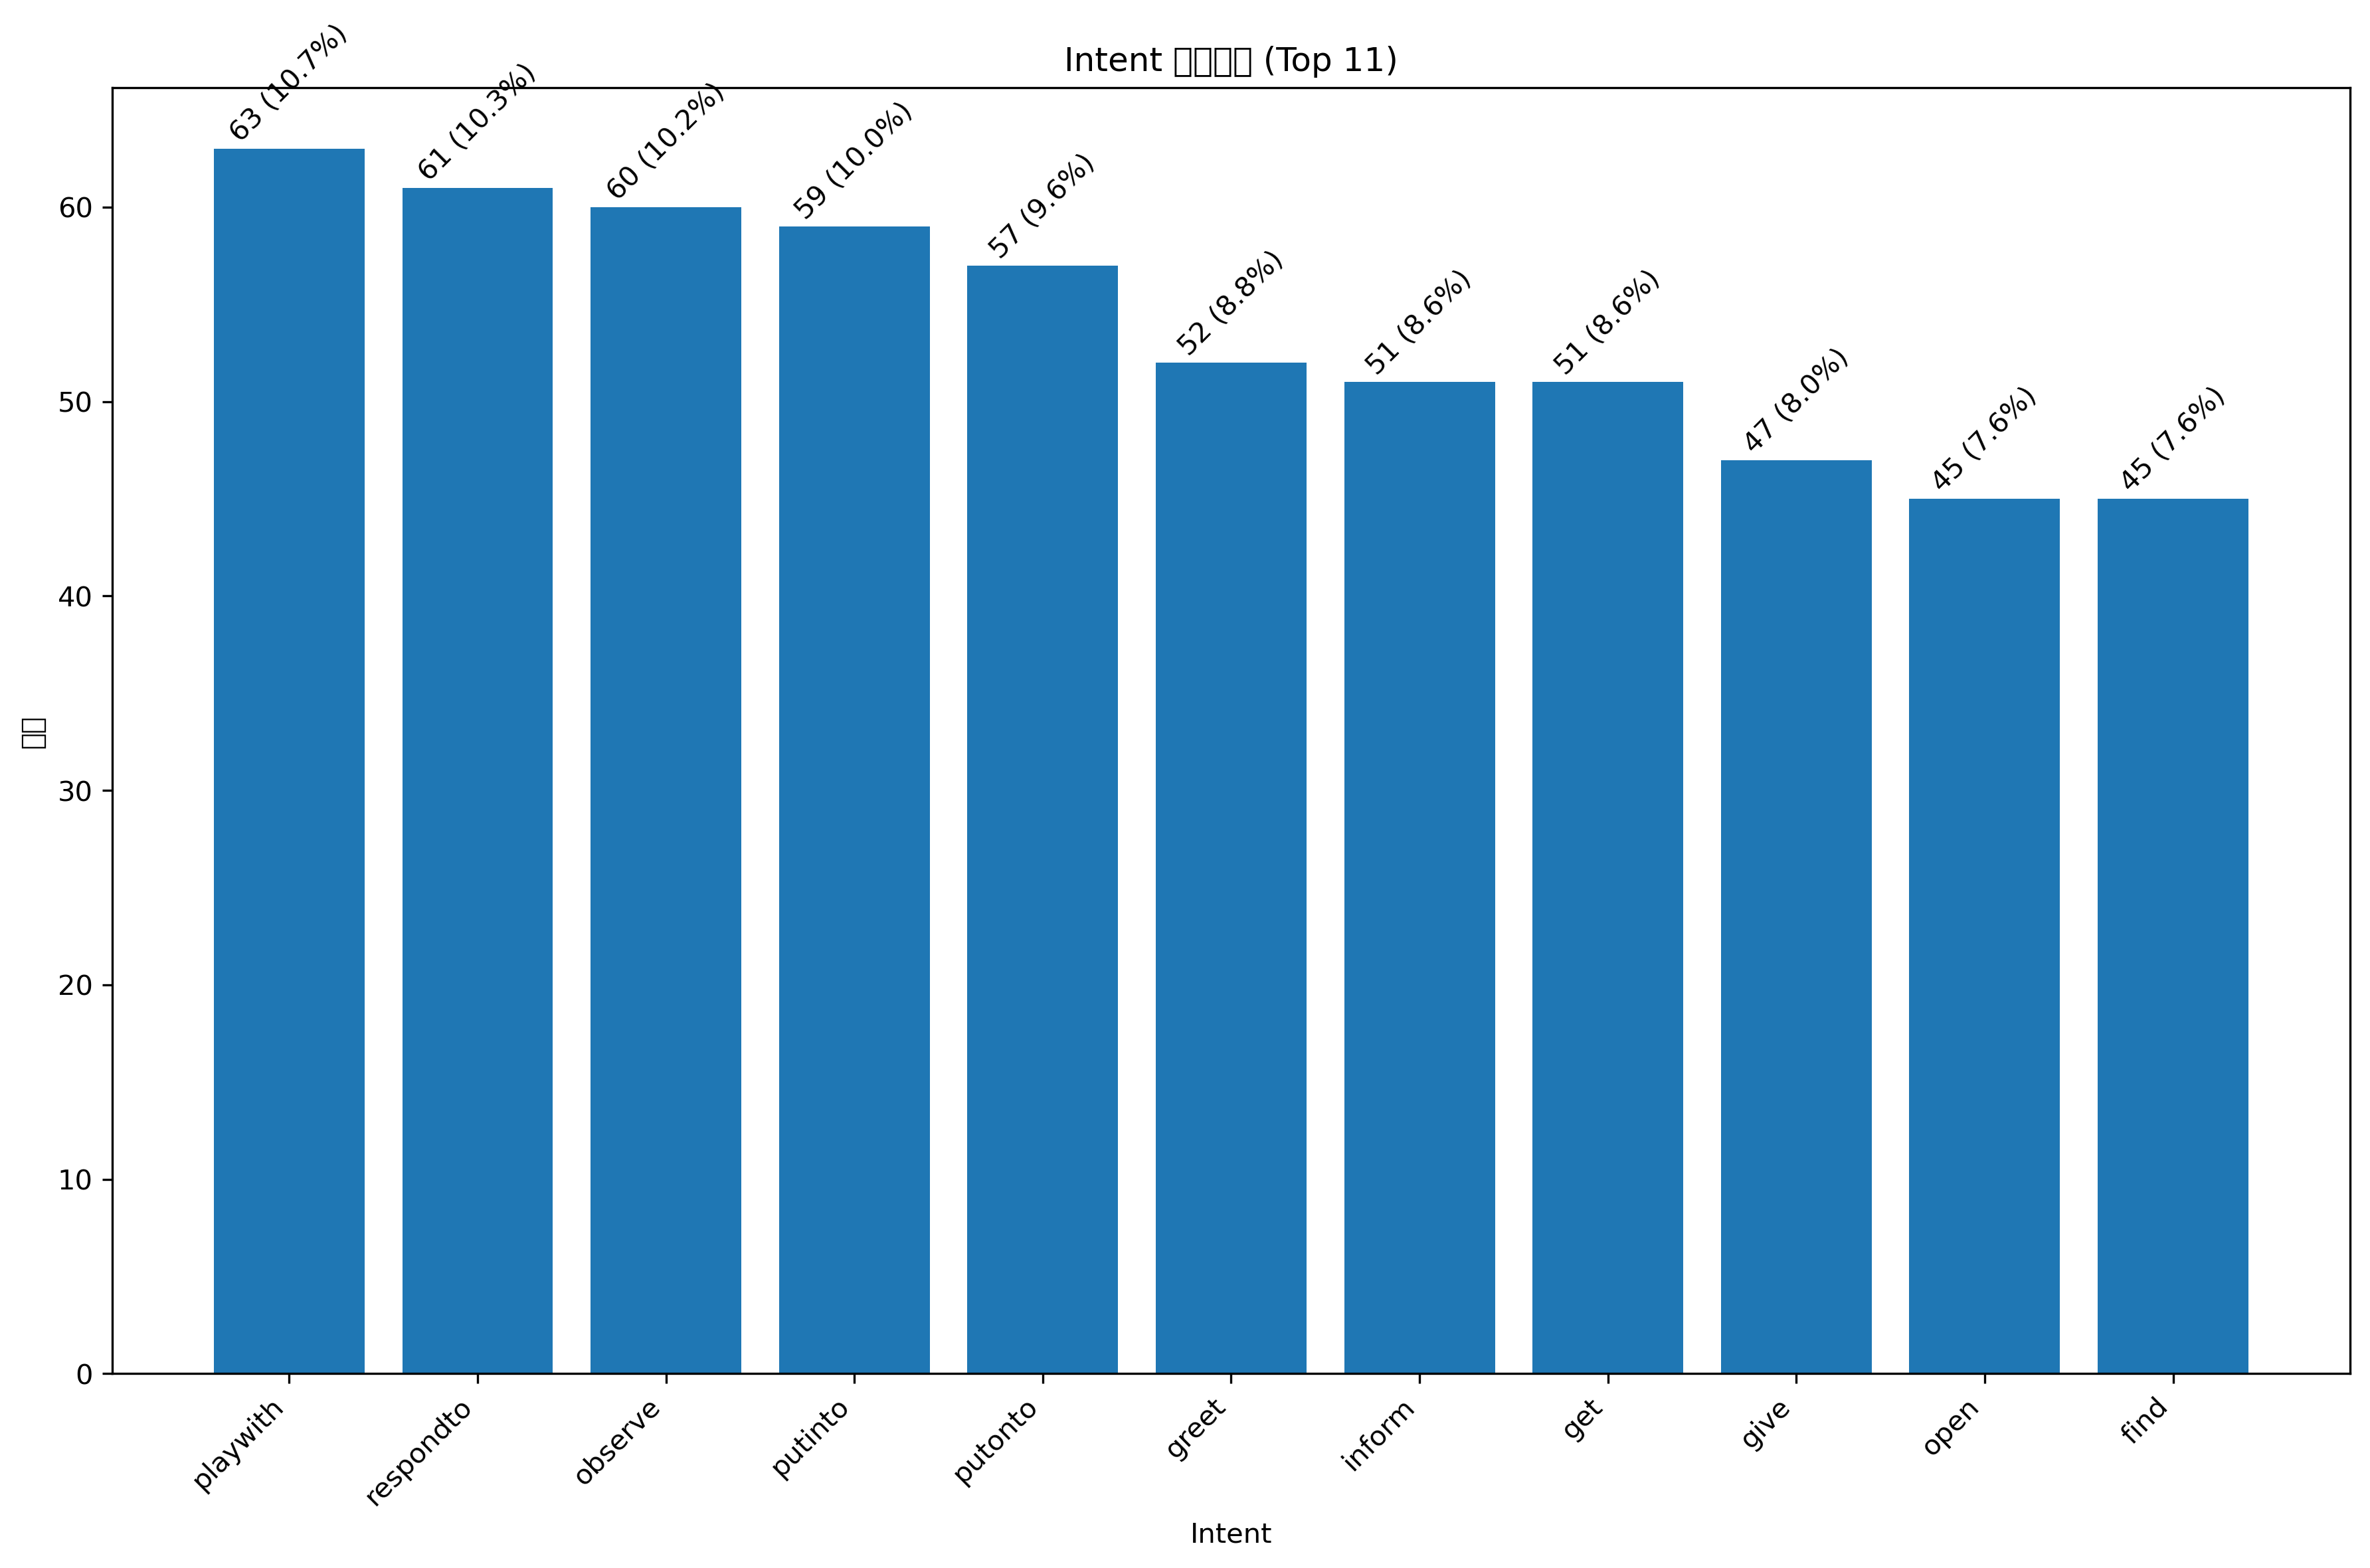 Intent (Top 11)
63 (10.7%)
61 (10.3%)
60 (10.2%)
59 (10.0%)
57 (9.6%)
52 (8.8%)
51 (8.6%)
51 (8.6%)
47 (8.0%)
45 (7.6%)
45 (7.6%)
60
50
40
30
20
10
0
playwith
respondto
observe
putinto
putonto
greet
inform
get
give
open
find
Intent